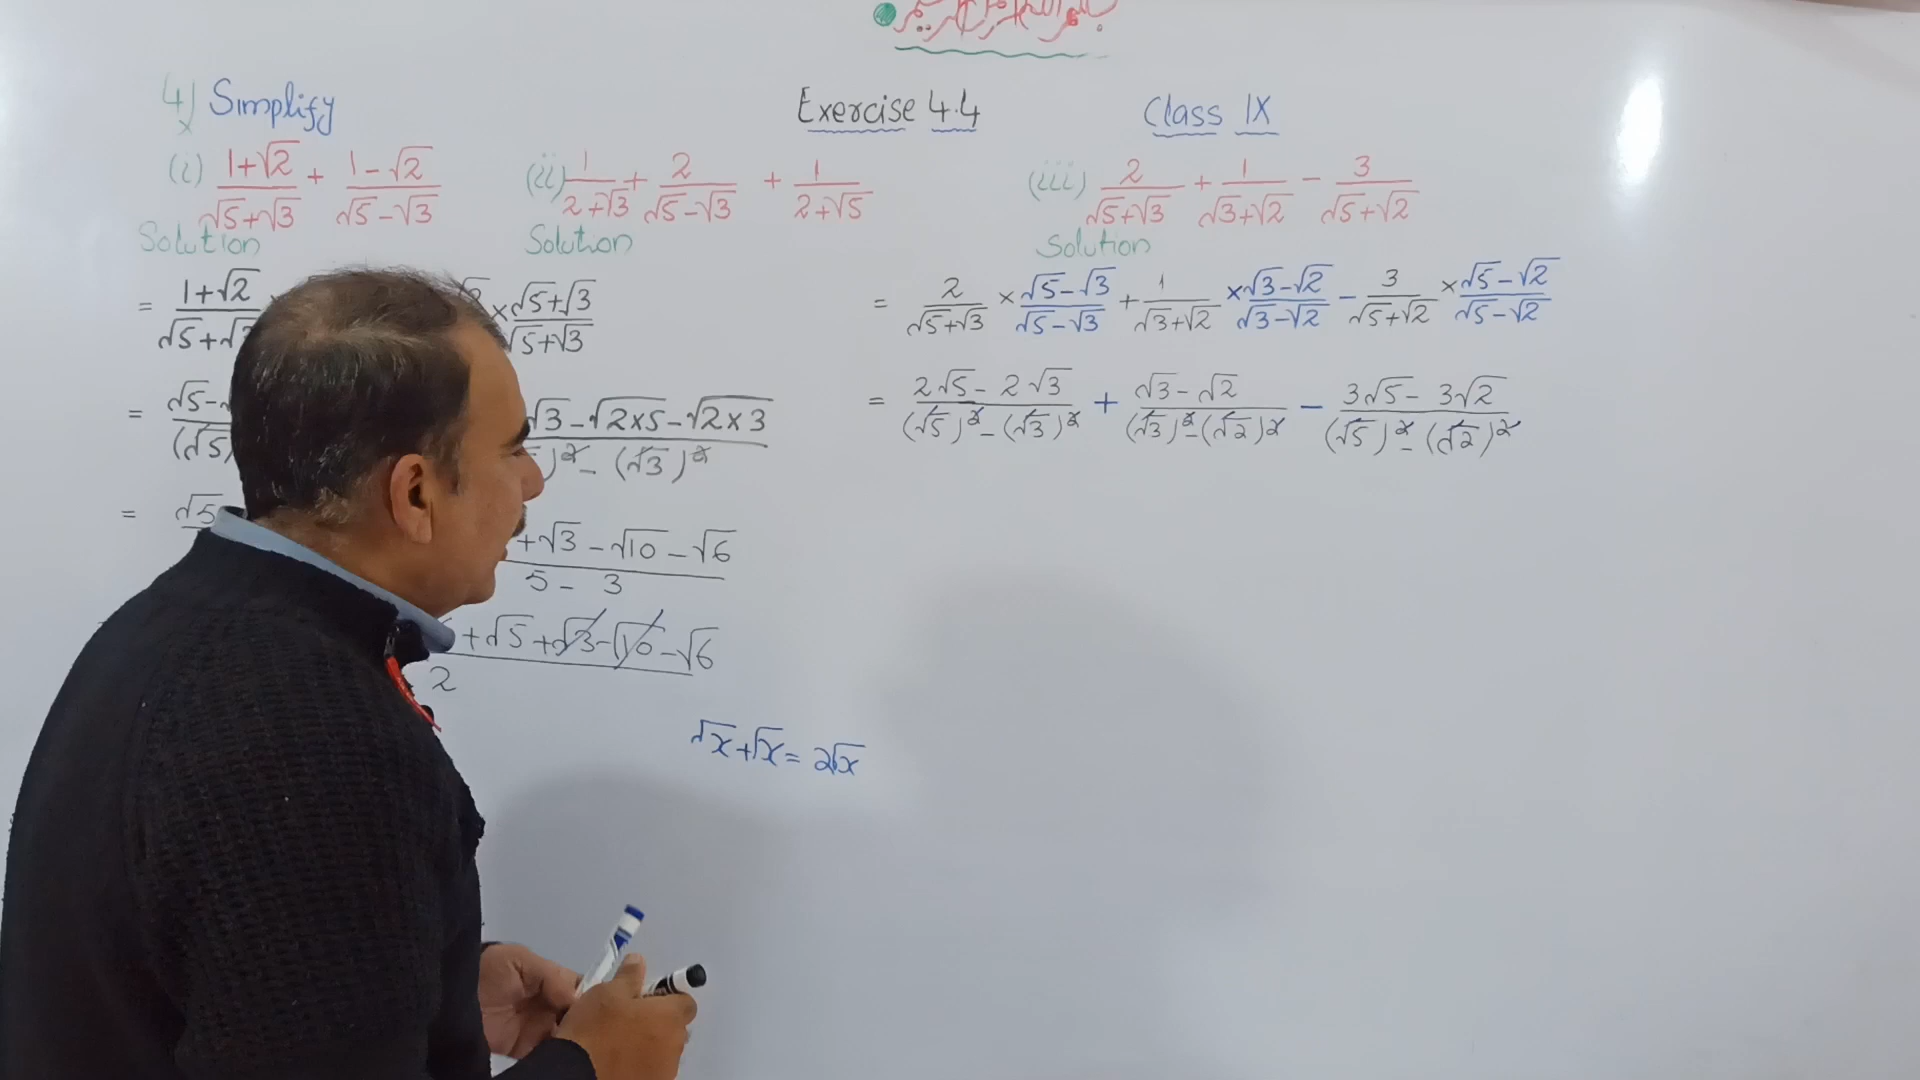 4) Simplify Exercise 4.4 Class IX
(i) (1+√2)/(√5+√3) + (1-√2)/(√5-√3) (ii) 1/(2+√3) + 2/(√5-√3) + 1/(2+√5) (iii) 2/(√5+√3) + 1/(√3+√2) - 3/(√5+√2)
Solution Solution Solution
= (1+√2)/(√5+√ × (√5+√3)/(√5+√3)
= √5- √3-√2×5-√2×3 / (√5) )²-(√3)²
= √5 +√3-√10-√6 / 5-3
+√5+√3-√10-√6 / 2
√x+√x=2√x
= 2/(√5+√3) × (√5-√3)/(√5-√3) + 1/(√3+√2) × (√3-√2)/(√3-√2) - 3/(√5+√2) × (√5-√2)/(√5-√2)
= (2√5-2√3)/((√5)²-(√3)²) + (√3-√2)/((√3)²-(√2)²) - (3√5-3√2)/((√5)²-(√2)²)